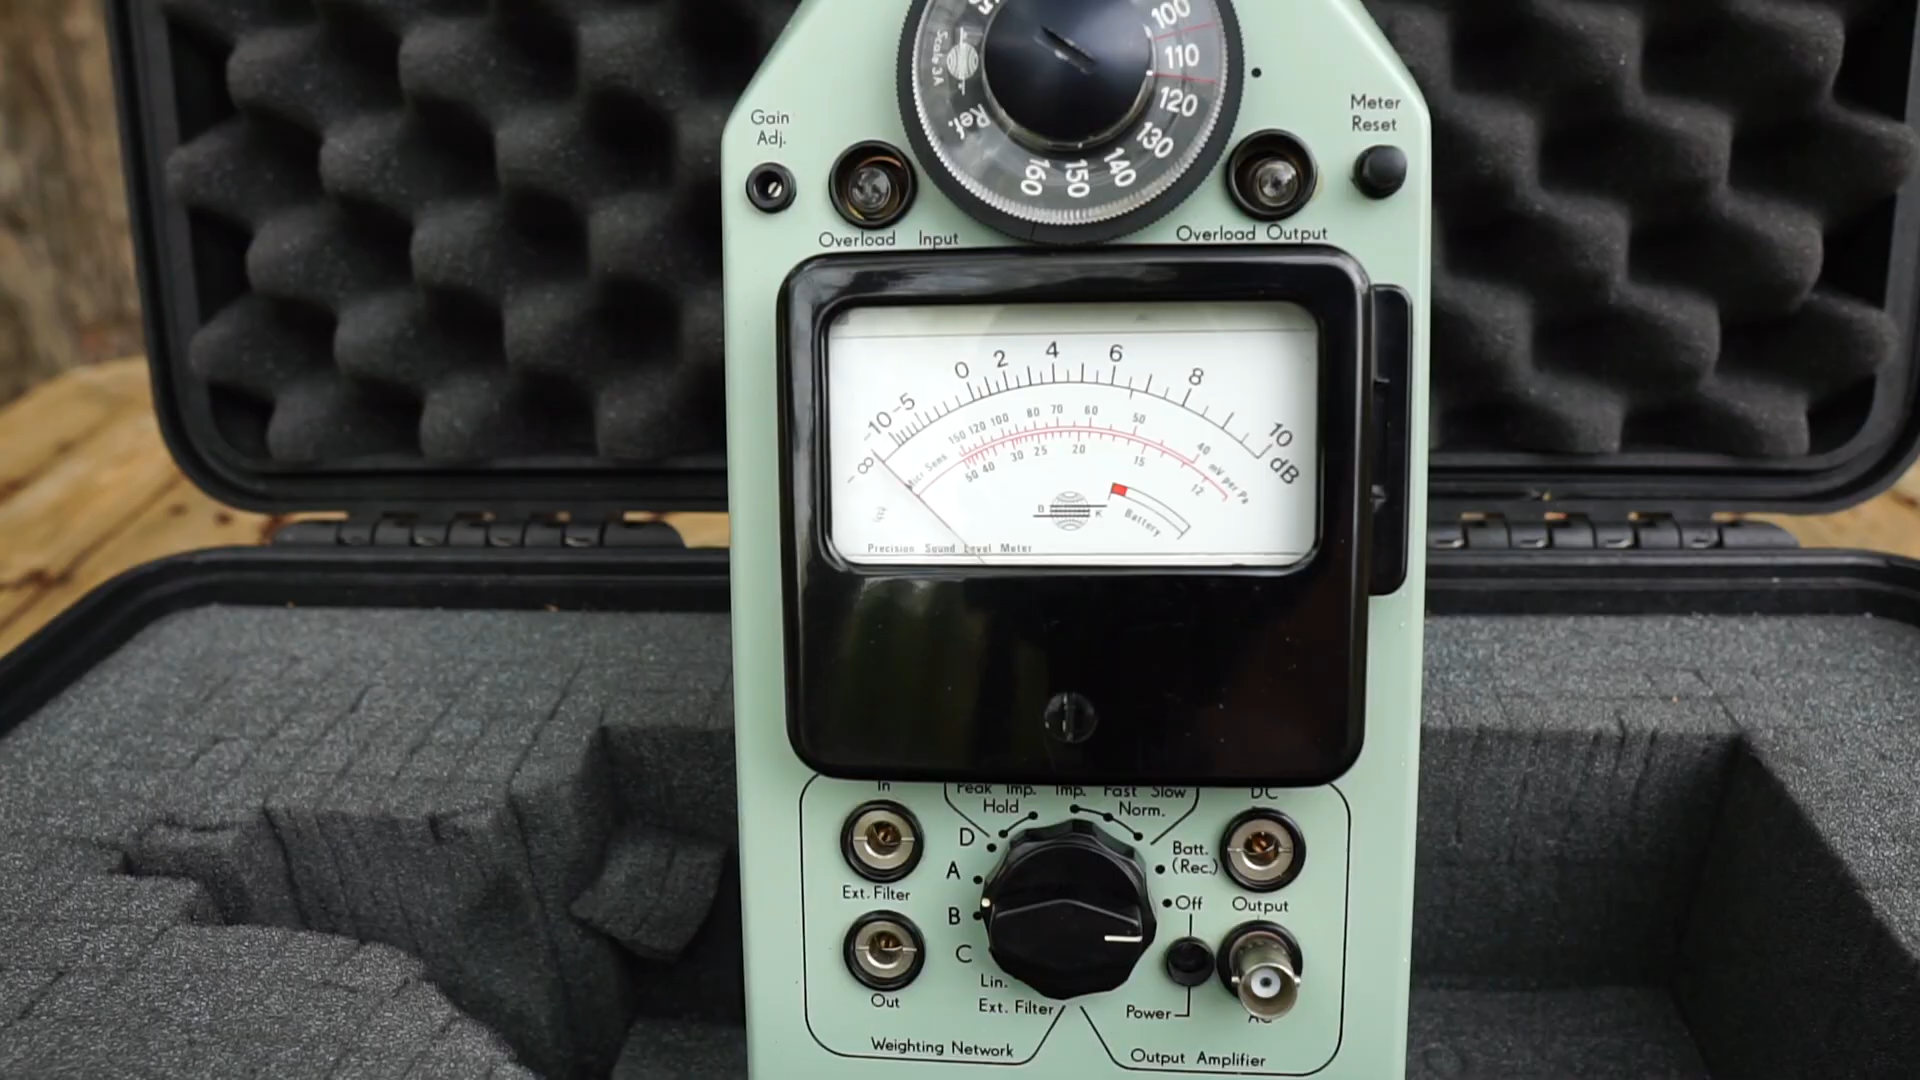 100
110
120
130
140
150
160
Ref.
Scale 3A
Gain
Adj.
Meter
Reset
Overload Input
Overload Output
-∞ -10 -5 0 2 4 6 8 10 dB
150 120 100 80 70 60 50 40 mV per Pa
Micr Sens
50 40 30 25 20 15 12
B K
Battery
Precision Sound Level Meter
In
Peak Imp. Imp. Fast Slow
Hold Norm.
DC
D
A
B
C
Lin.
Ext. Filter
Batt.
(Rec.)
Off
Ext. Filter
Output
Out
Power
AC
Weighting Network
Output Amplifier